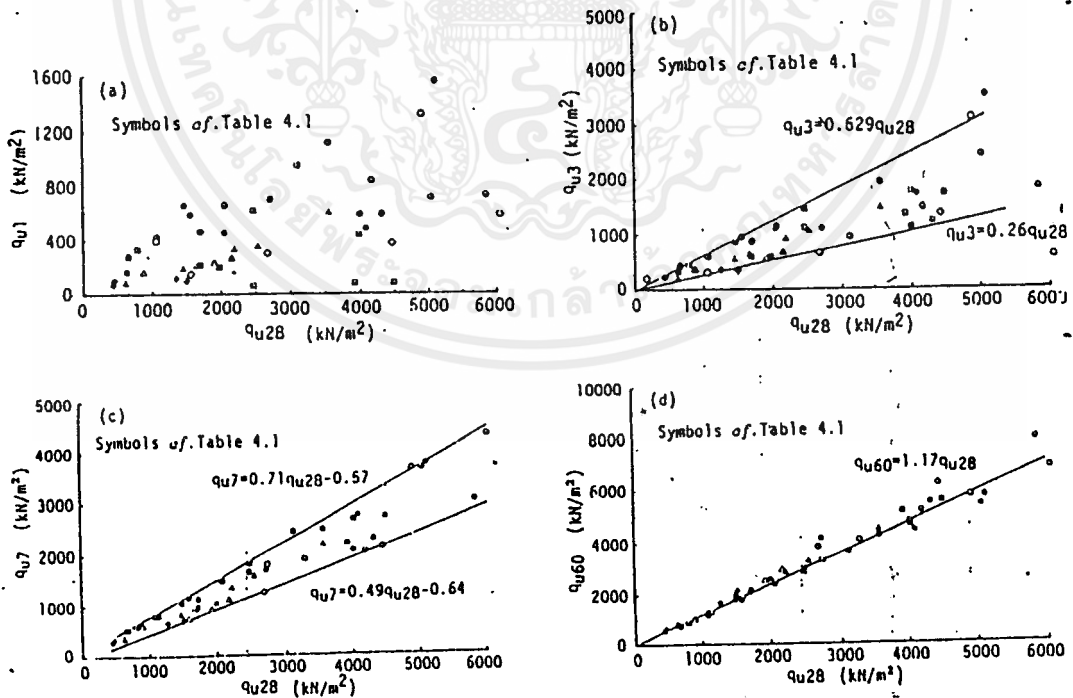 (a)
Symbols cf. Table 4.1
qu1 (kN/m²)
1600
1200
800
400
0
0 1000 2000 3000 4000 5000 6000
qu28 (kN/m²)
(b)
Symbols cf. Table 4.1
qu3 (kN/m²)
5000
4000
3000
2000
1000
0
qu3=0.629qu28
qu3=0.26qu28
0 1000 2000 3000 4000 5000 6000
qu28 (kN/m²)
(c)
Symbols cf. Table 4.1
qu7 (kN/m²)
5000
4000
3000
2000
1000
0
qu7=0.71qu28-0.57
qu7=0.49qu28-0.64
0 1000 2000 3000 4000 5000 6000
qu28 (kN/m²)
(d)
Symbols cf. Table 4.1
qu60 (kN/m²)
10000
8000
6000
4000
2000
0
qu60=1.17qu28
0 1000 2000 3000 4000 5000 6000
qu28 (kN/m²)